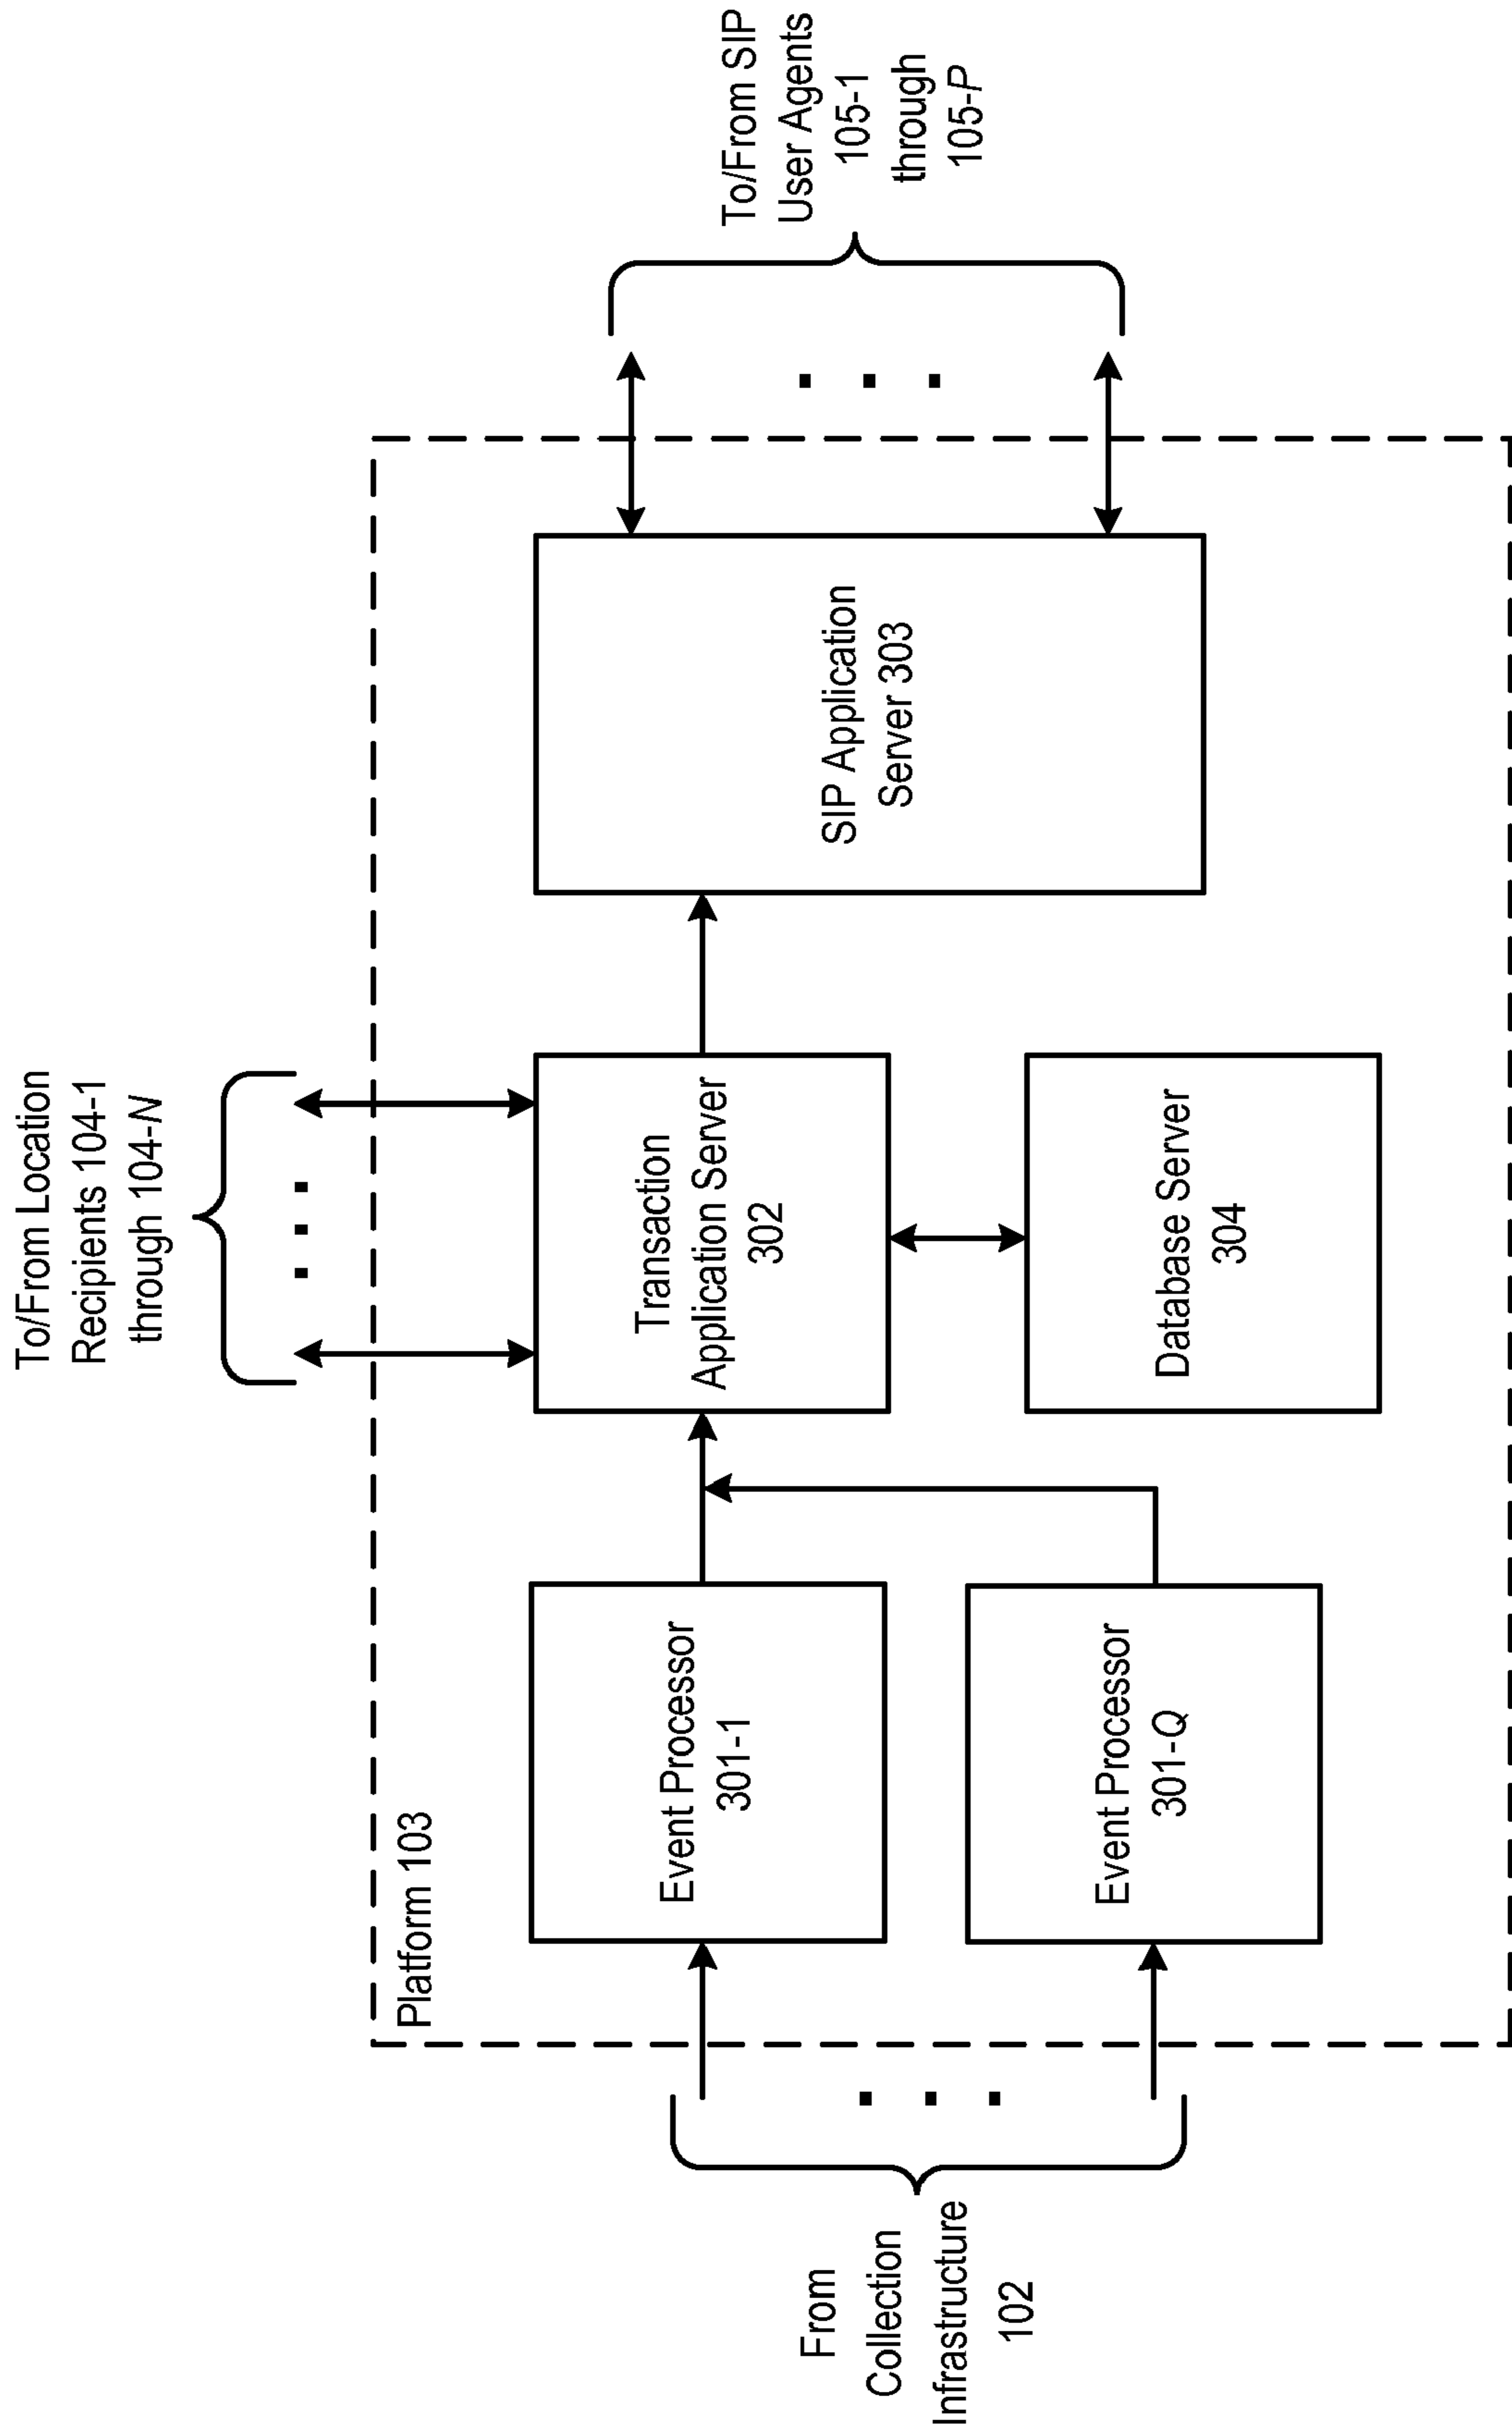 To/From Location
Recipients 104-1
through 104-N
Platform 103
From
Collection
Infrastructure
102
Event Processor
301-1
Event Processor
301-Q
Transaction
Application Server
302
Database Server
304
SIP Application
Server 303
To/From SIP
User Agents
105-1
through
105-P